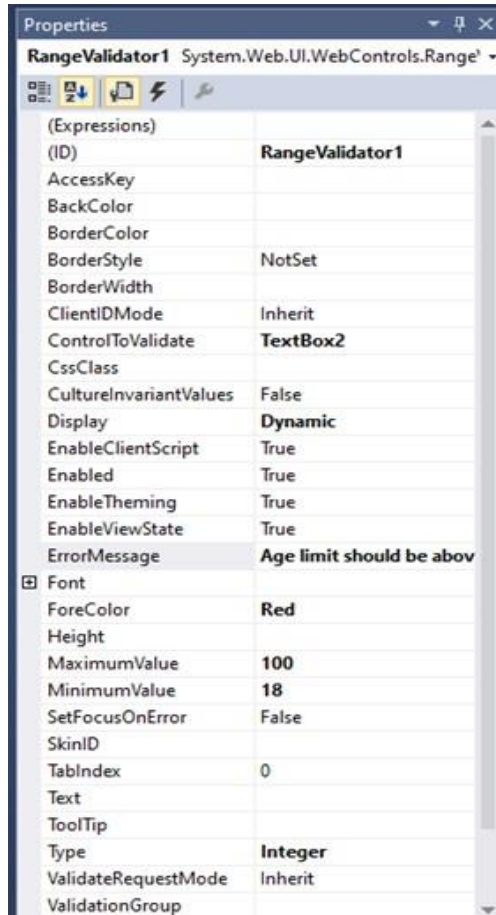 Properties
RangeValidator1 System.Web.UI.WebControls.Range
(Expressions)
(ID) RangeValidator1
AccessKey
BackColor
BorderColor
BorderStyle NotSet
BorderWidth
ClientIDMode Inherit
ControlToValidate TextBox2
CssClass
CultureInvariantValues False
Display Dynamic
EnableClientScript True
Enabled True
EnableTheming True
EnableViewState True
ErrorMessage Age limit should be abov
Font
ForeColor Red
Height
MaximumValue 100
MinimumValue 18
SetFocusOnError False
SkinID
TabIndex 0
Text
ToolTip
Type Integer
ValidateRequestMode Inherit
ValidationGroup